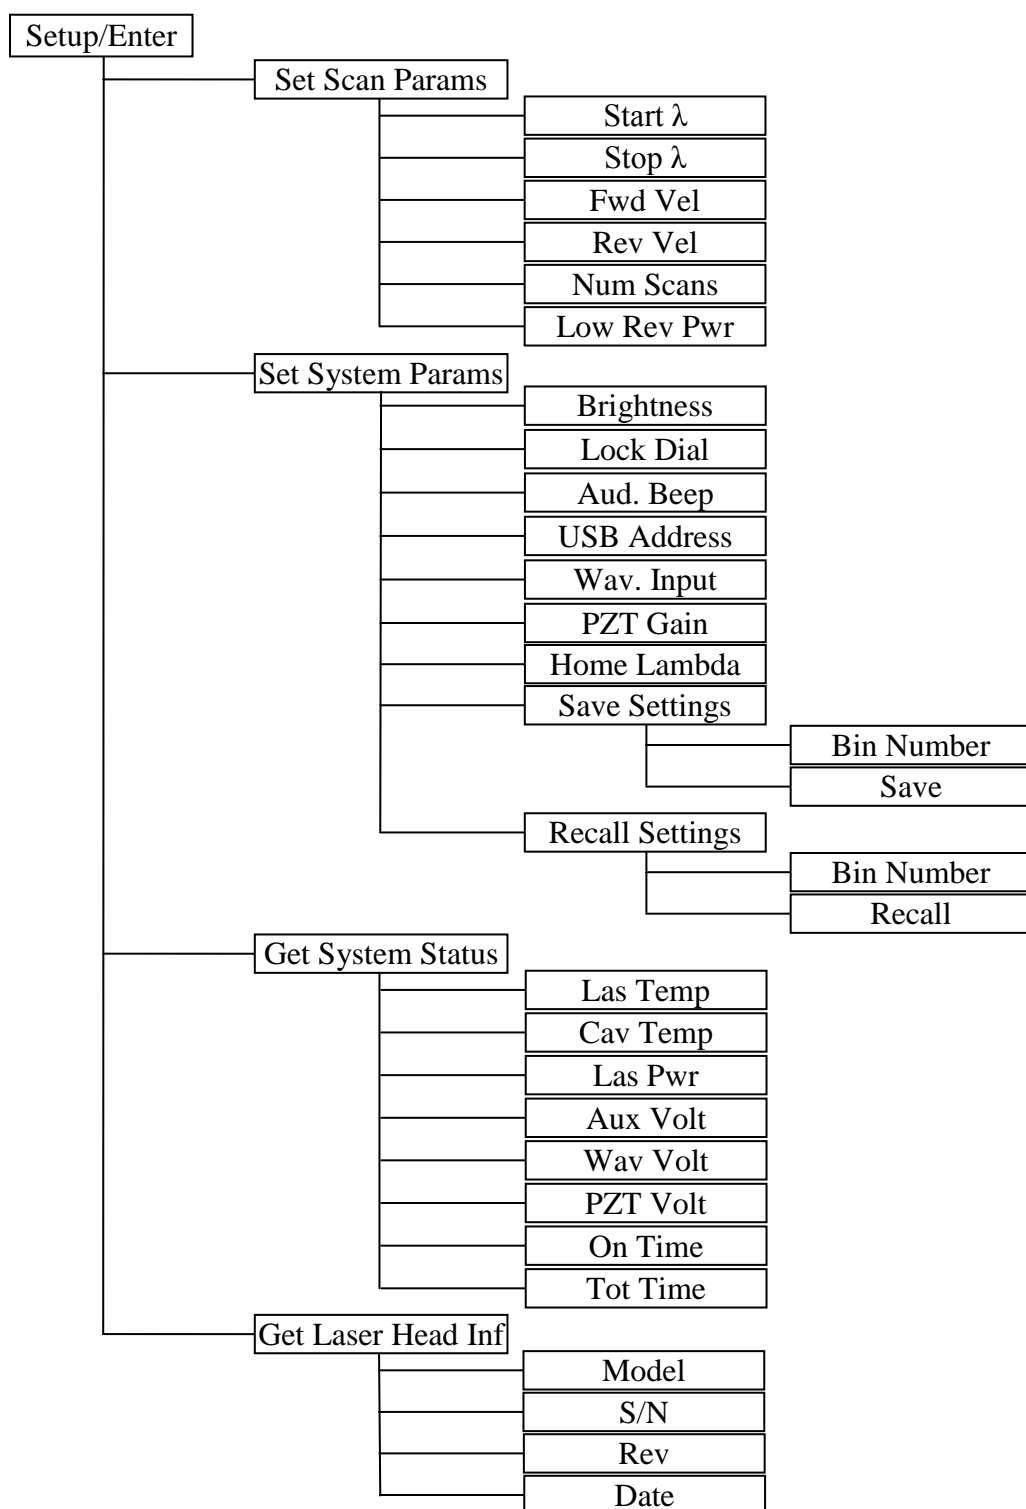 Setup/Enter
Set Scan Params
Start λ
Stop λ
Fwd Vel
Rev Vel
Num Scans
Low Rev Pwr
Set System Params
Brightness
Lock Dial
Aud. Beep
USB Address
Wav. Input
PZT Gain
Home Lambda
Save Settings
Bin Number
Save
Recall Settings
Bin Number
Recall
Get System Status
Las Temp
Cav Temp
Las Pwr
Aux Volt
Wav Volt
PZT Volt
On Time
Tot Time
Get Laser Head Inf
Model
S/N
Rev
Date